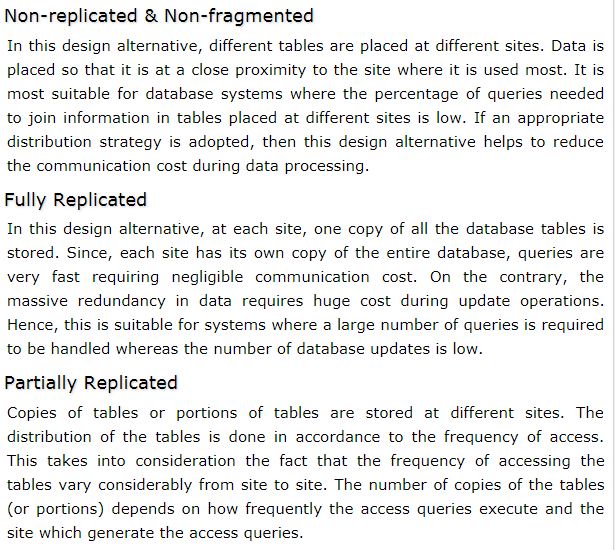 Non-replicated & Non-fragmented
In this design alternative, different tables are placed at different sites. Data is
placed so that it is at a close proximity to the site where it is used most. It is
most suitable for database systems where the percentage of queries needed
to join information in tables placed at different sites is low. If an appropriate
distribution strategy is adopted, then this design alternative helps to reduce
the communication cost during data processing.
Fully Replicated
In this design alternative, at each site, one copy of all the database tables is
stored. Since, each site has its own copy of the entire database, queries are
very fast requiring negligible communication cost. On the contrary, the
massive redundancy in data requires huge cost during update operations.
Hence, this is suitable for systems where a large number of queries is required
to be handled whereas the number of database updates is low.
Partially Replicated
Copies of tables or portions of tables are stored at different sites. The
distribution of the tables is done in accordance to the frequency of access.
This takes into consideration the fact that the frequency of accessing the
tables vary considerably from site to site. The number of copies of the tables
(or portions) depends on how frequently the access queries execute and the
site which generate the access queries.